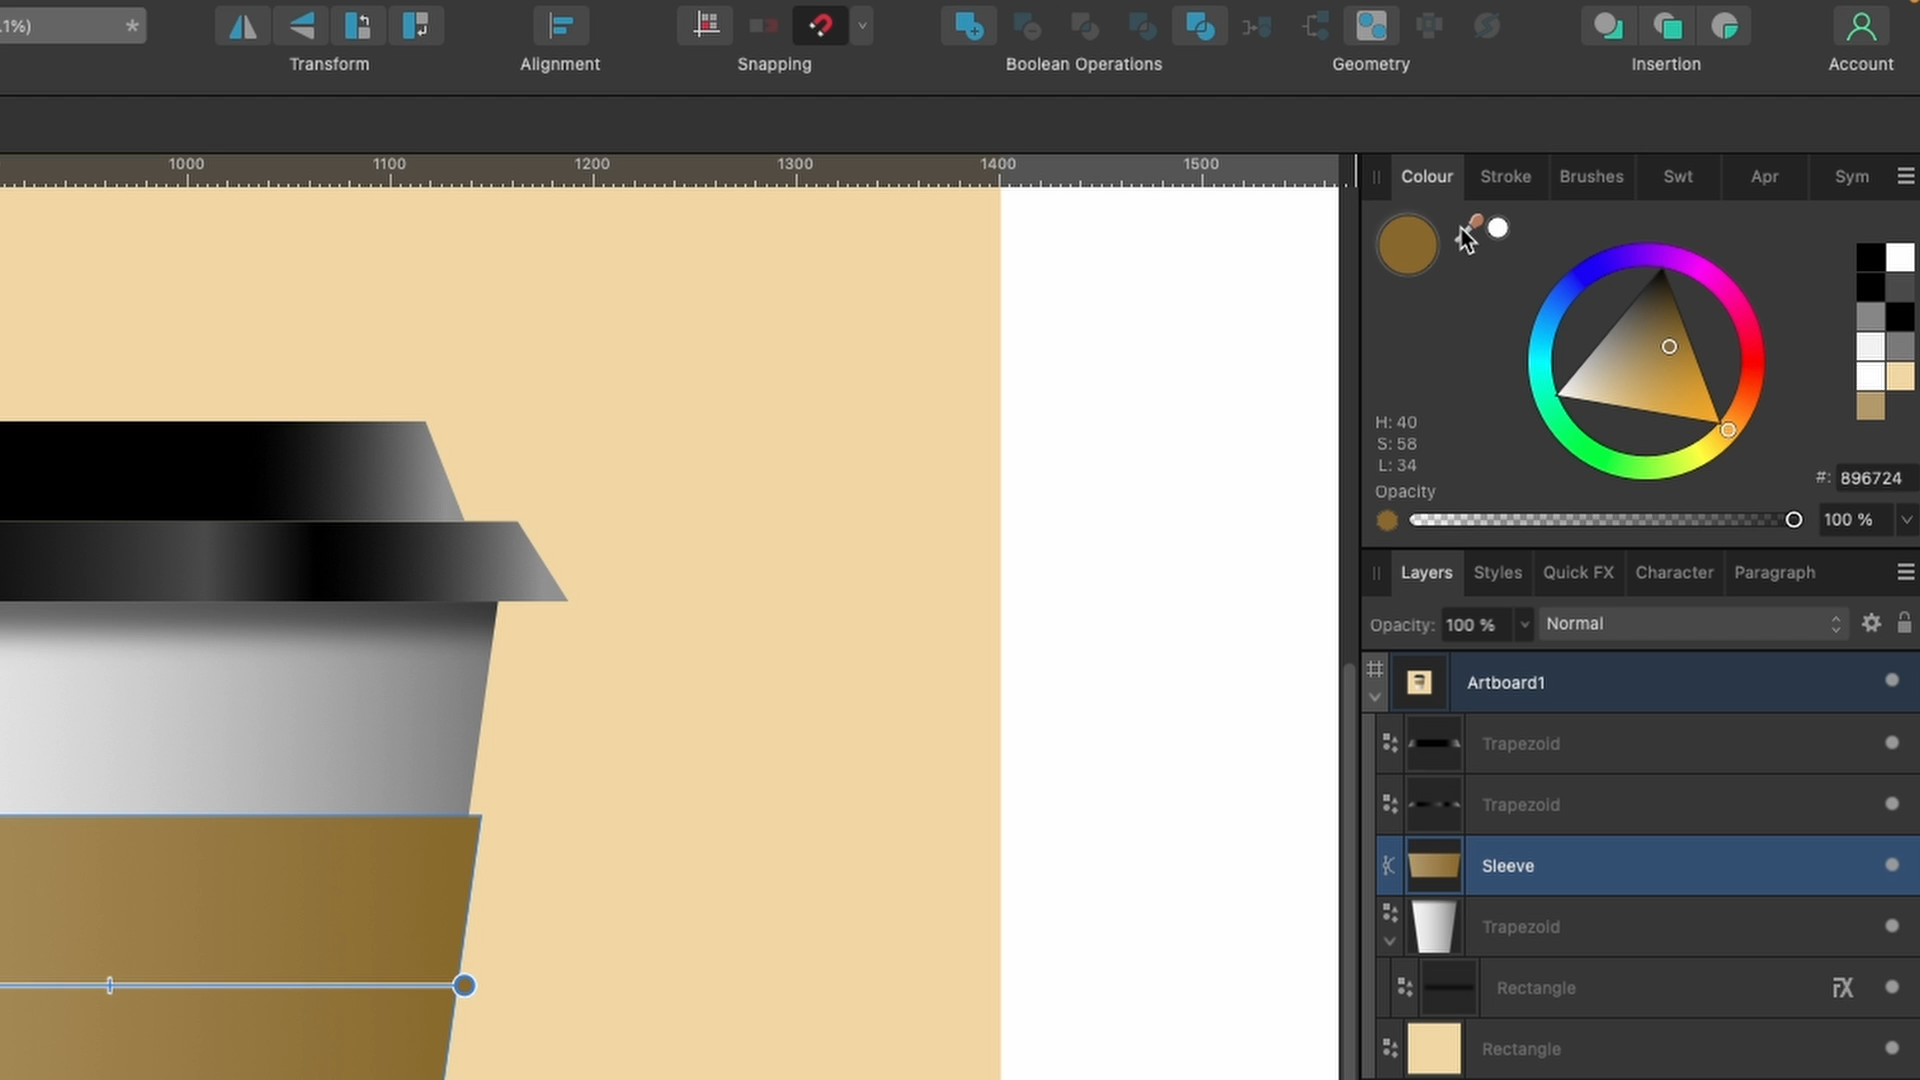 .1%) *
Transform Alignment Snapping Boolean Operations Geometry Insertion Account
1000 1100 1200 1300 1400 1500
Colour Stroke Brushes Swt Apr Sym
H: 40
S: 58
L: 34
#: 896724
Opacity
100 %
Layers Styles Quick FX Character Paragraph
Opacity: 100 % Normal
Artboard1
Trapezoid
Trapezoid
Sleeve
Trapezoid
Rectangle FX
Rectangle